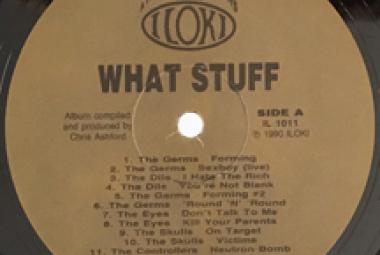 ILOKI
WHAT STUFF
Album compiled
and produced by
Chris Ashford
SIDE A
IL 1011
℗ 1990 ILOKI
1. The Germs Forming
2. The Germs Sexboy (live)
3. The Dils I Hate The Rich
4. The Dils You're Not Blank
5. The Germs Forming #2
6. The Germs 'Round 'N' 'Round
7. The Eyes Don't Talk To Me
8. The Eyes Kill Your Parents
9. The Skulls On Target
10. The Skulls Victims
11. The Controllers Neutron Bomb